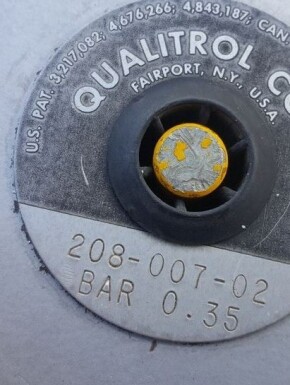 U.S. PAT. 3,217,082; 4,676,266; 4,843,187; CAN.
QUALITROL CO
FAIRPORT, N.Y., U.S.A.
208-007-02
BAR 0.35